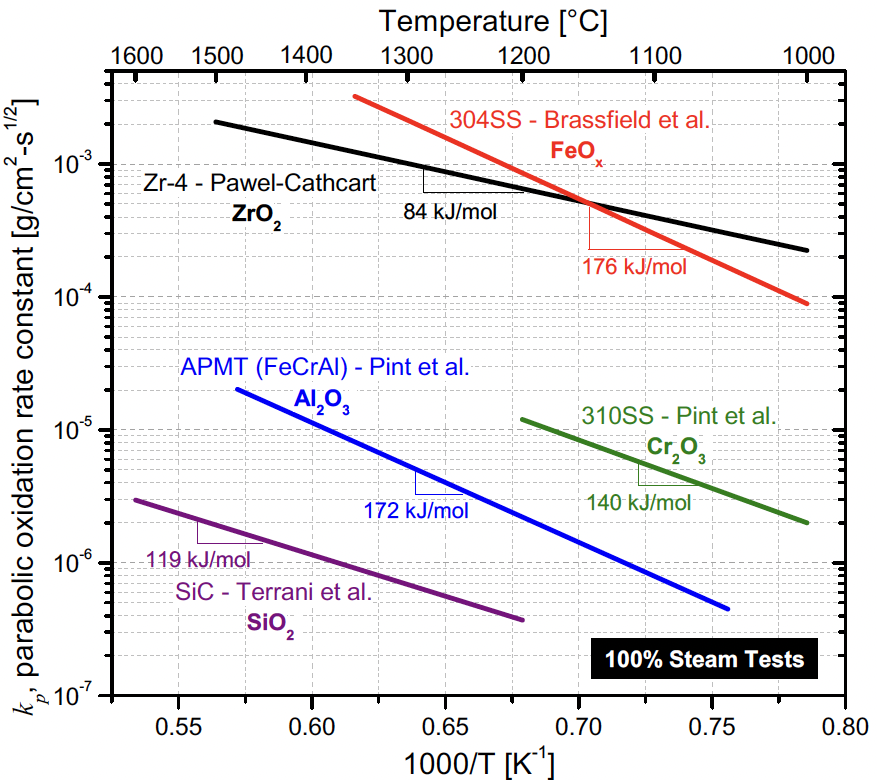 Temperature [°C]
1600 1500 1400 1300 1200 1100 1000
k_p, parabolic oxidation rate constant [g/cm²-s^1/2]
10⁻³
10⁻⁴
10⁻⁵
10⁻⁶
10⁻⁷
304SS - Brassfield et al.
FeOₓ
Zr-4 - Pawel-Cathcart
ZrO₂
84 kJ/mol
176 kJ/mol
APMT (FeCrAl) - Pint et al.
Al₂O₃
310SS - Pint et al.
Cr₂O₃
172 kJ/mol
140 kJ/mol
119 kJ/mol
SiC - Terrani et al.
SiO₂
100% Steam Tests
0.55 0.60 0.65 0.70 0.75 0.80
1000/T [K⁻¹]